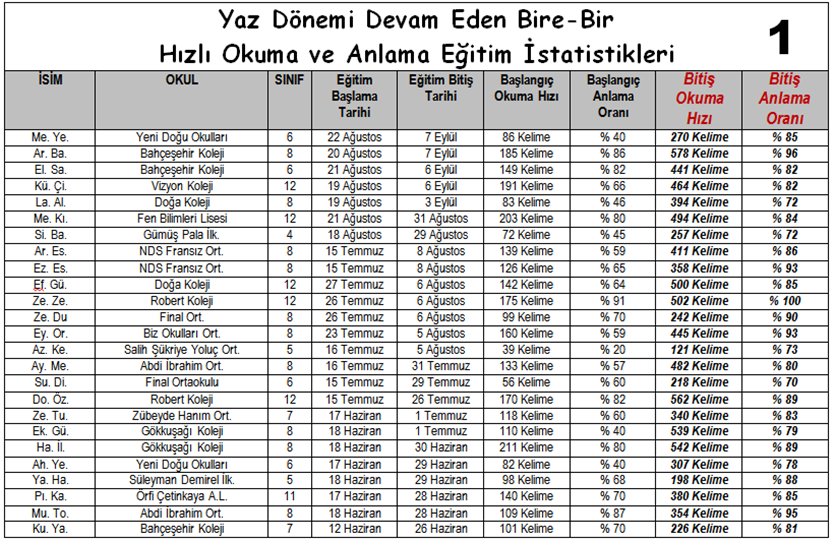 Yaz Dönemi Devam Eden Bire-Bir
Hızlı Okuma ve Anlama Eğitim İstatistikleri
1
İSİM OKUL SINIF Eğitim Başlama Tarihi Eğitim Bitiş Tarihi Başlangıç Okuma Hızı Başlangıç Anlama Oranı Bitiş Okuma Hızı Bitiş Anlama Oranı
Me. Ye. Yeni Doğu Okulları 6 22 Ağustos 7 Eylül 86 Kelime % 40 270 Kelime % 85
Ar. Ba. Bahçeşehir Koleji 8 20 Ağustos 7 Eylül 185 Kelime % 86 578 Kelime % 96
El. Sa. Bahçeşehir Koleji 6 21 Ağustos 6 Eylül 149 Kelime % 82 441 Kelime % 82
Kü. Çi. Vizyon Koleji 12 19 Ağustos 6 Eylül 191 Kelime % 66 464 Kelime % 82
La. Al. Doğa Koleji 8 19 Ağustos 3 Eylül 83 Kelime % 46 394 Kelime % 72
Me. Kı. Fen Bilimleri Lisesi 12 21 Ağustos 31 Ağustos 203 Kelime % 80 494 Kelime % 84
Si. Ba. Gümüş Pala İlk. 4 18 Ağustos 29 Ağustos 72 Kelime % 45 257 Kelime % 72
Ar. Es. NDS Fransız Ort. 8 15 Temmuz 8 Ağustos 139 Kelime % 59 411 Kelime % 86
Ez. Es. NDS Fransız Ort. 8 15 Temmuz 8 Ağustos 126 Kelime % 65 358 Kelime % 93
Ef. Gü. Doğa Koleji 12 27 Temmuz 6 Ağustos 142 Kelime % 64 500 Kelime % 85
Ze. Ze. Robert Koleji 12 26 Temmuz 6 Ağustos 175 Kelime % 91 502 Kelime % 100
Ze. Du Final Ort. 8 26 Temmuz 6 Ağustos 99 Kelime % 70 242 Kelime % 90
Ey. Or. Biz Okulları Ort. 8 23 Temmuz 5 Ağustos 160 Kelime % 59 445 Kelime % 93
Az. Ke. Salih Şükriye Yoluç Ort. 5 16 Temmuz 5 Ağustos 39 Kelime % 20 121 Kelime % 73
Ay. Me. Abdi İbrahim Ort. 8 16 Temmuz 31 Temmuz 133 Kelime % 57 482 Kelime % 80
Su. Di. Final Ortaokulu 6 15 Temmuz 29 Temmuz 56 Kelime % 60 218 Kelime % 70
Do. Öz. Robert Koleji 12 15 Temmuz 26 Temmuz 170 Kelime % 82 562 Kelime % 89
Ze. Tu. Zübeyde Hanım Ort. 7 17 Haziran 1 Temmuz 118 Kelime % 60 340 Kelime % 83
Ek. Gü. Gökkuşağı Koleji 8 18 Haziran 1 Temmuz 110 Kelime % 40 539 Kelime % 79
Ha. İl. Gökkuşağı Koleji 8 18 Haziran 30 Haziran 211 Kelime % 80 542 Kelime % 89
Ah. Ye. Yeni Doğu Okulları 6 17 Haziran 29 Haziran 82 Kelime % 40 307 Kelime % 78
Ya. Ha. Süleyman Demirel İlk. 5 18 Haziran 29 Haziran 98 Kelime % 68 198 Kelime % 88
Pı. Ka. Örfi Çetinkaya A.L. 11 17 Haziran 28 Haziran 140 Kelime % 70 380 Kelime % 85
Mu. To. Abdi İbrahim Ort. 8 18 Haziran 28 Haziran 109 Kelime % 87 354 Kelime % 95
Ku. Ya. Bahçeşehir Koleji 7 12 Haziran 26 Haziran 101 Kelime % 70 226 Kelime % 81